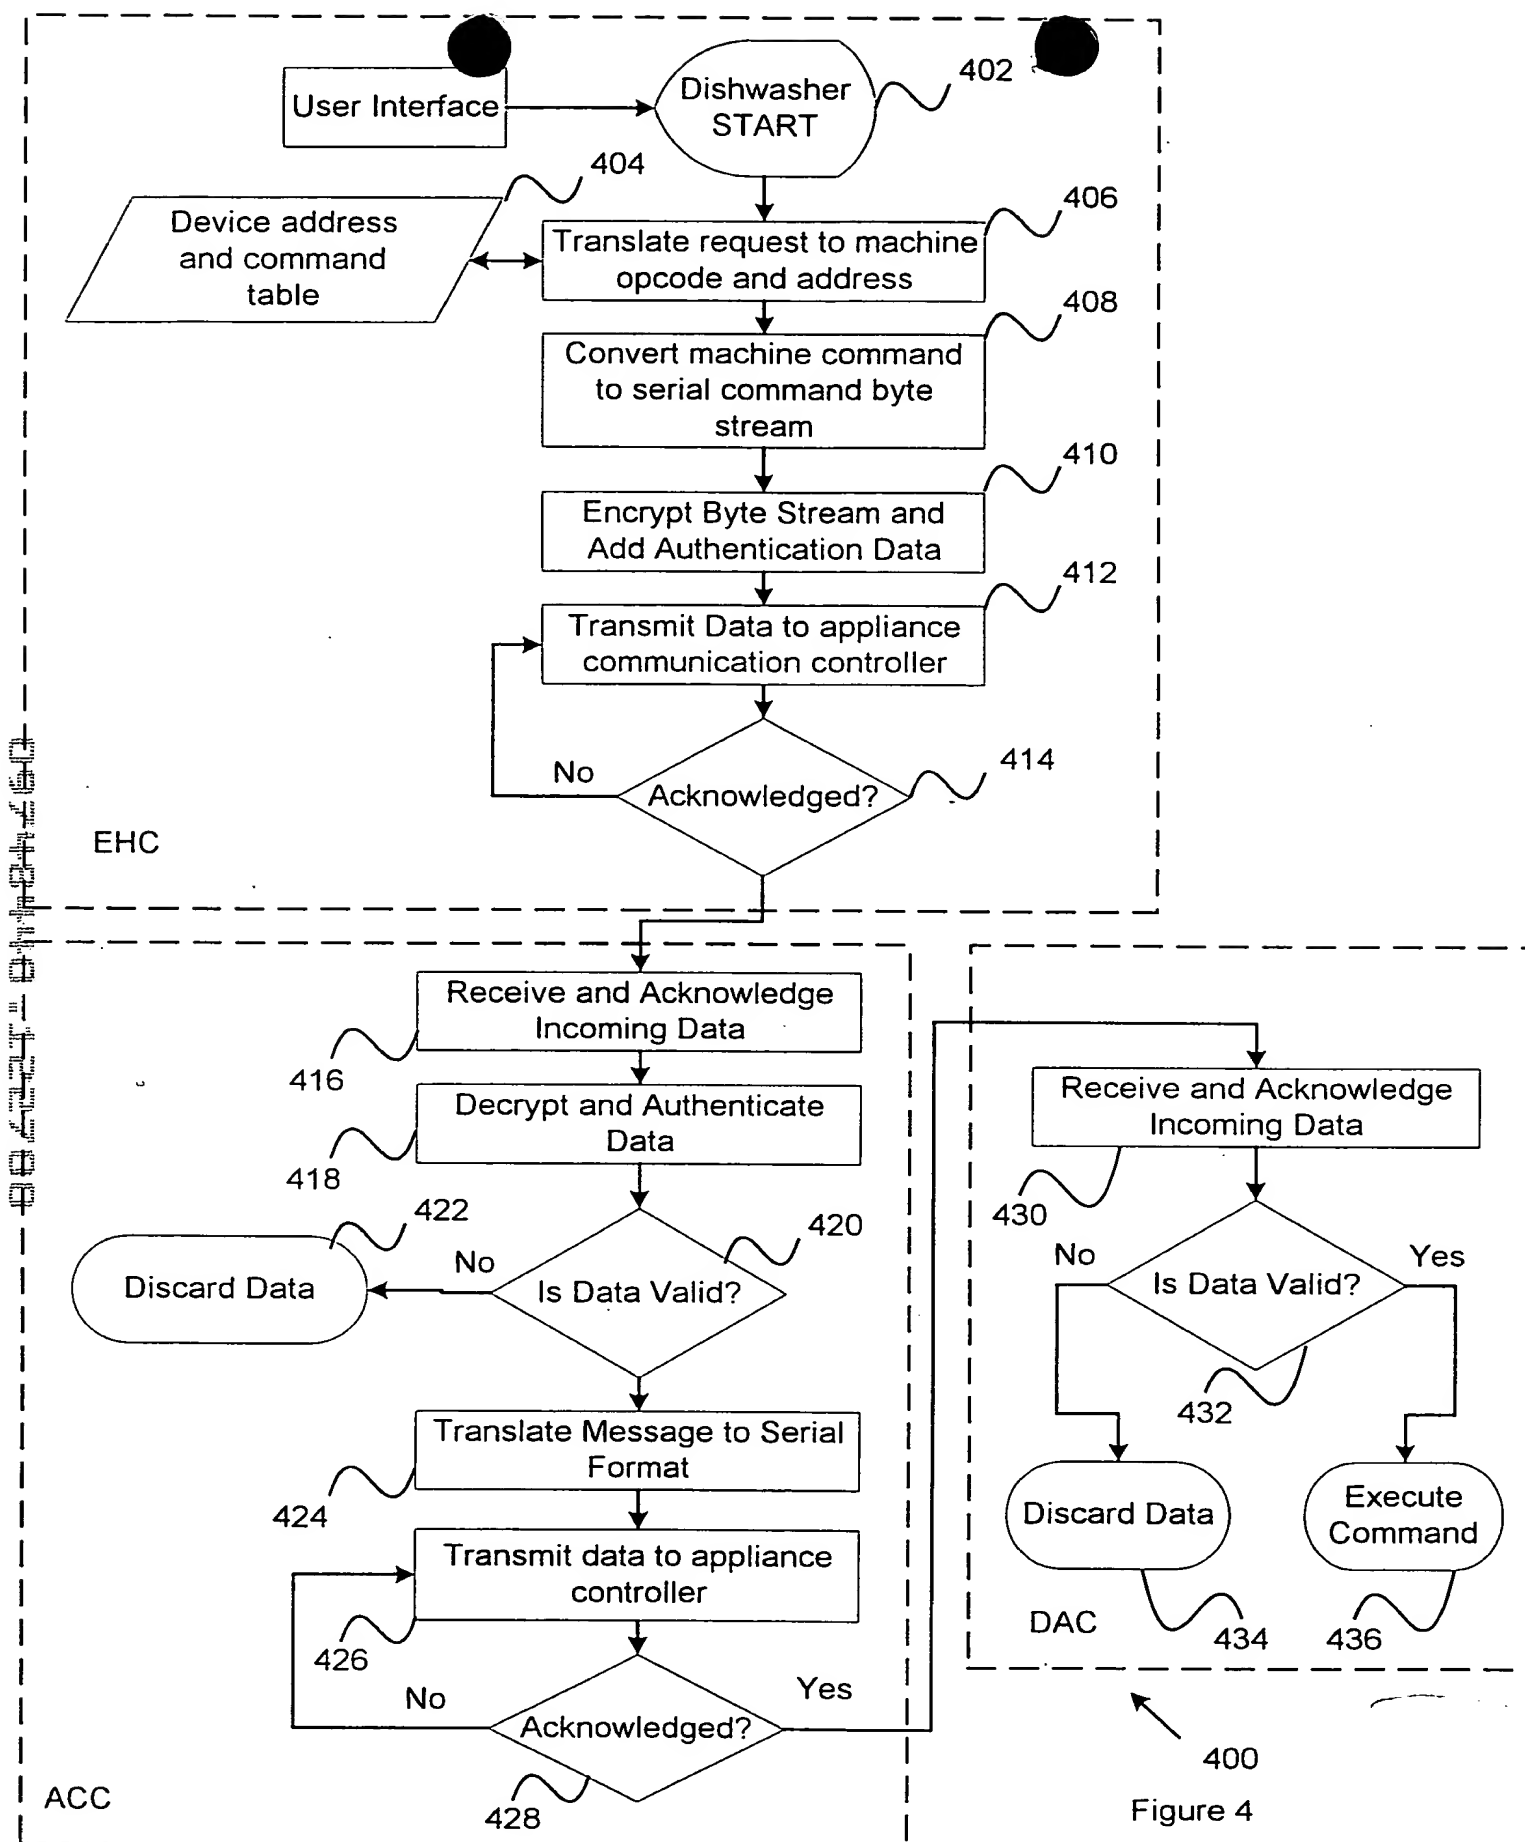 User Interface
Dishwasher
START
402
404
Device address
and command
table
406
Translate request to machine
opcode and address
408
Convert machine command
to serial command byte
stream
410
Encrypt Byte Stream and
Add Authentication Data
412
Transmit Data to appliance
communication controller
No
Acknowledged?
414
EHC
Receive and Acknowledge
Incoming Data
416
Decrypt and Authenticate
Data
418
422
420
No
Discard Data
Is Data Valid?
Translate Message to Serial
Format
424
Transmit data to appliance
controller
426
No
Yes
Acknowledged?
428
ACC
Receive and Acknowledge
Incoming Data
430
No
Yes
Is Data Valid?
432
Discard Data
Execute
Command
DAC
434
436
400
Figure 4